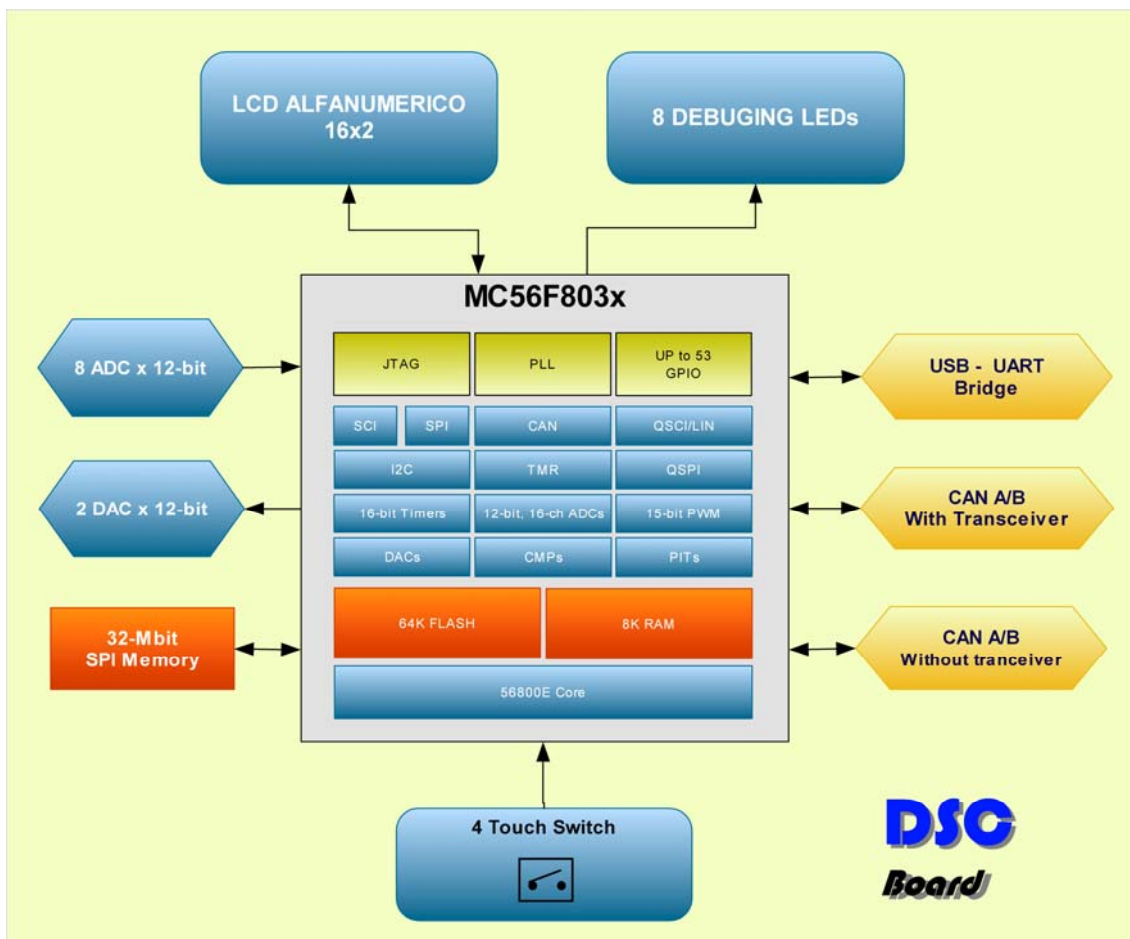 LCD ALFANUMERICO
16x2
8 DEBUGING LEDs
MC56F803x
JTAG
PLL
UP to 53
GPIO
8 ADC x 12-bit
USB - UART
Bridge
SCI
SPI
CAN
QSCI/LIN
I2C
TMR
QSPI
2 DAC x 12-bit
16-bit Timers
12-bit, 16-ch ADCs
15-bit PWM
CAN A/B
With Transceiver
DACs
CMPs
PITs
32-Mbit
SPI Memory
64K FLASH
8K RAM
CAN A/B
Without tranceiver
56800E Core
4 Touch Switch
DSC
Board